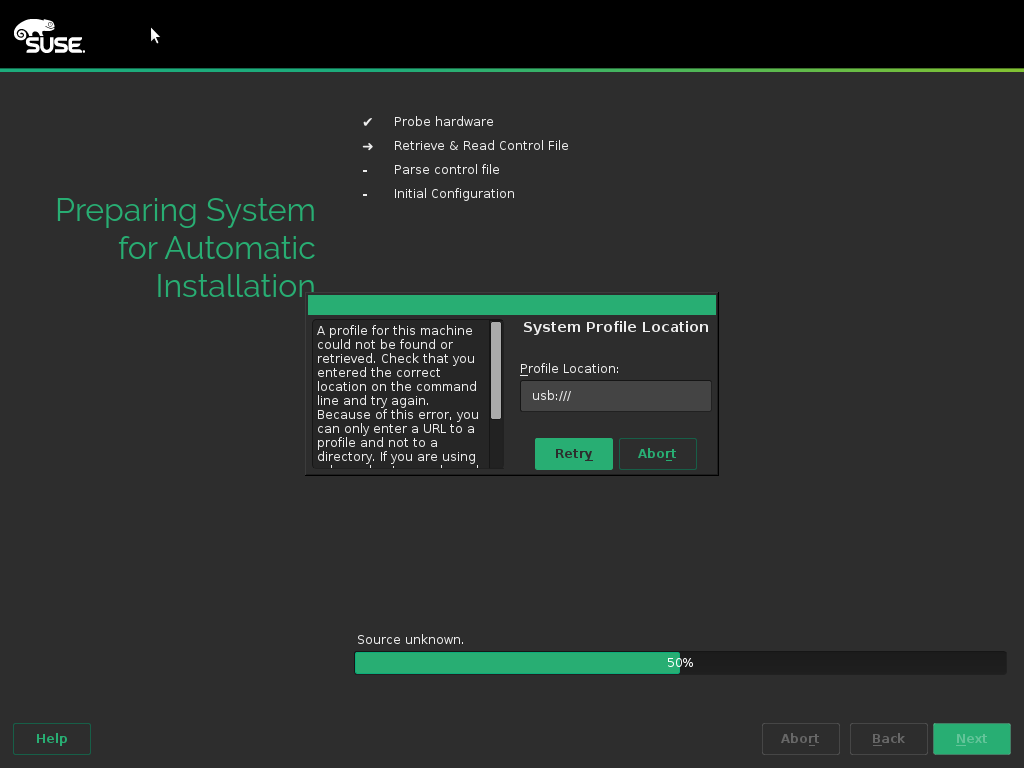 SUSE.
✔ Probe hardware
➜ Retrieve & Read Control File
- Parse control file
- Initial Configuration
Preparing System
for Automatic
Installation
A profile for this machine
could not be found or
retrieved. Check that you
entered the correct
location on the command
line and try again.
Because of this error, you
can only enter a URL to a
profile and not to a
directory. If you are using
System Profile Location
Profile Location:
usb:///
Retry
Abort
Source unknown.
50%
Help
Abort
Back
Next